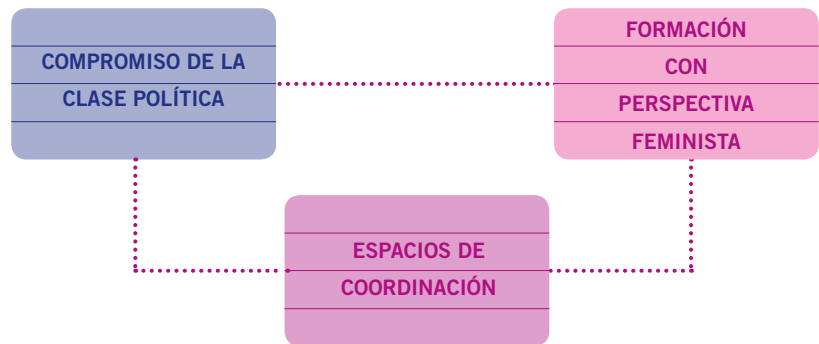 COMPROMISO DE LA
CLASE POLÍTICA
FORMACIÓN
CON
PERSPECTIVA
FEMINISTA
ESPACIOS DE
COORDINACIÓN